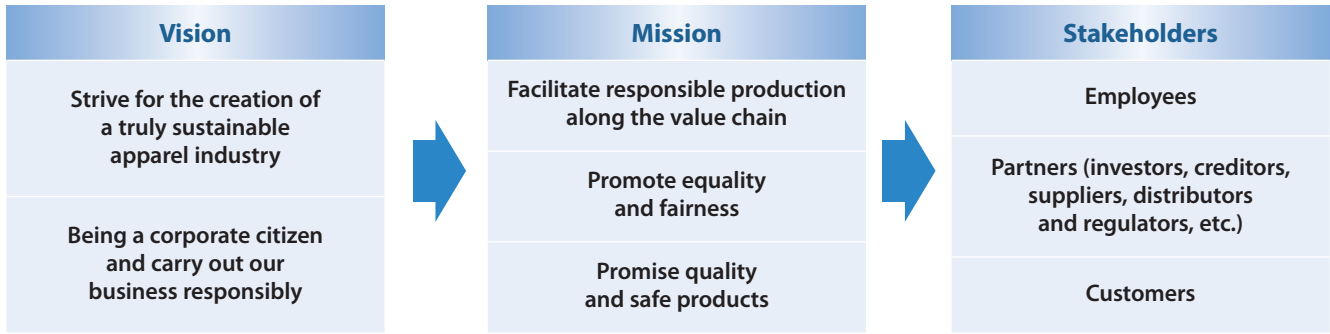 Vision
Strive for the creation of
a truly sustainable
apparel industry
Being a corporate citizen
and carry out our
business responsibly
Mission
Facilitate responsible production
along the value chain
Promote equality
and fairness
Promise quality
and safe products
Stakeholders
Employees
Partners (investors, creditors,
suppliers, distributors
and regulators, etc.)
Customers